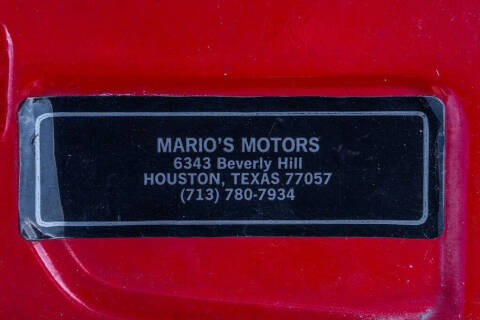 MARIO'S MOTORS
6343 Beverly Hill
HOUSTON, TEXAS 77057
(713) 780-7934